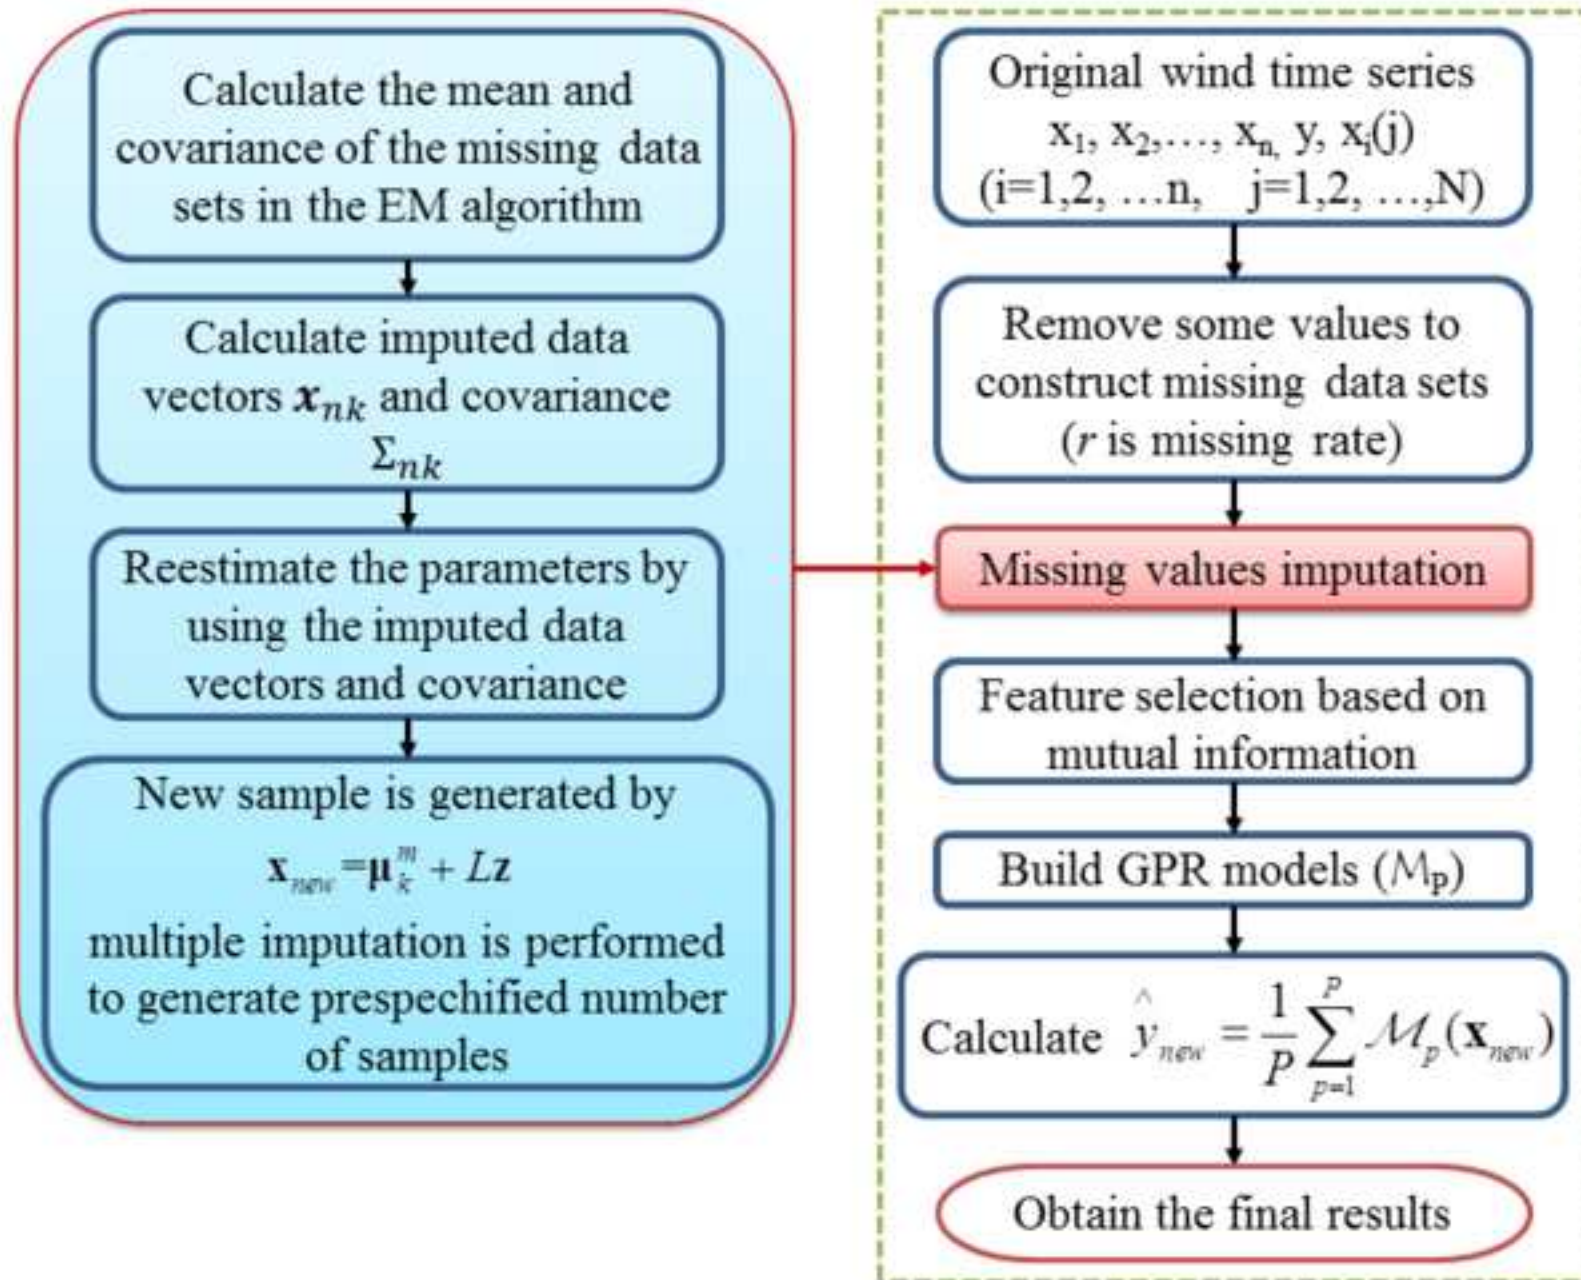 Calculate the mean and
covariance of the missing data
sets in the EM algorithm
Calculate imputed data
vectors 𝒙ₙₖ and covariance
Σₙₖ
Reestimate the parameters by
using the imputed data
vectors and covariance
New sample is generated by
x_new = μ_k^m + Lz
multiple imputation is performed
to generate prespechified number
of samples
Original wind time series
x₁, x₂,…, xₙ, y, xᵢ(j)
(i=1,2, …n, j=1,2, …,N)
Remove some values to
construct missing data sets
(r is missing rate)
Missing values imputation
Feature selection based on
mutual information
Build GPR models (ℳ_P)
Calculate ŷ_new = 1/P ∑_{p=1}^{P} ℳ_p(x_new)
Obtain the final results